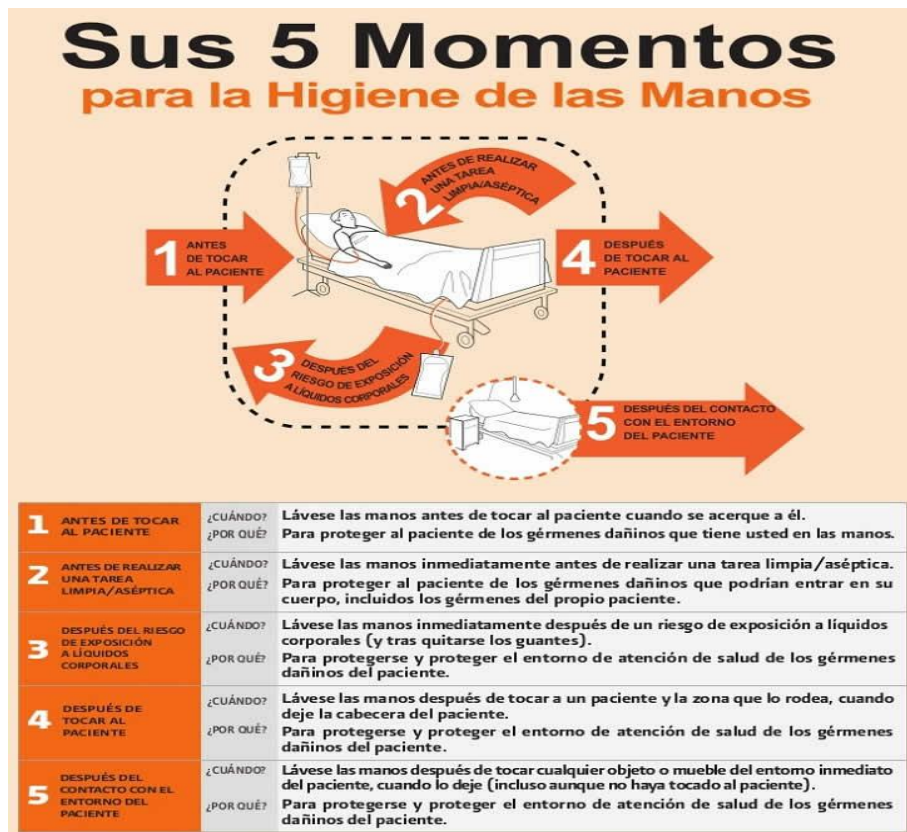 Sus 5 Momentos
para la Higiene de las Manos
1 ANTES
DE TOCAR
AL PACIENTE
2 ANTES DE REALIZAR
UNA TAREA
LIMPIA/ASÉPTICA
3 DESPUÉS DEL
RIESGO DE EXPOSICIÓN
A LÍQUIDOS CORPORALES
4 DESPUÉS
DE TOCAR AL
PACIENTE
5 DESPUÉS DEL CONTACTO
CON EL ENTORNO
DEL PACIENTE
1 ANTES DE TOCAR
AL PACIENTE
¿CUÁNDO? Lávese las manos antes de tocar al paciente cuando se acerque a él.
¿POR QUÉ? Para proteger al paciente de los gérmenes dañinos que tiene usted en las manos.
2 ANTES DE REALIZAR
UNA TAREA
LIMPIA/ASÉPTICA
¿CUÁNDO? Lávese las manos inmediatamente antes de realizar una tarea limpia/aséptica.
¿POR QUÉ? Para proteger al paciente de los gérmenes dañinos que podrían entrar en su
cuerpo, incluidos los gérmenes del propio paciente.
3 DESPUÉS DEL RIESGO
DE EXPOSICIÓN
A LÍQUIDOS
CORPORALES
¿CUÁNDO? Lávese las manos inmediatamente después de un riesgo de exposición a líquidos
corporales (y tras quitarse los guantes).
¿POR QUÉ? Para protegerse y proteger el entorno de atención de salud de los gérmenes
dañinos del paciente.
4 DESPUÉS DE
TOCAR AL
PACIENTE
¿CUÁNDO? Lávese las manos después de tocar a un paciente y la zona que lo rodea, cuando
deje la cabecera del paciente.
¿POR QUÉ? Para protegerse y proteger el entorno de atención de salud de los gérmenes
dañinos del paciente.
5 DESPUÉS DEL
CONTACTO CON EL
ENTORNO DEL
PACIENTE
¿CUÁNDO? Lávese las manos después de tocar cualquier objeto o mueble del entorno inmediato
del paciente, cuando lo deje (incluso aunque no haya tocado al paciente).
¿POR QUÉ? Para protegerse y proteger el entorno de atención de salud de los gérmenes
dañinos del paciente.